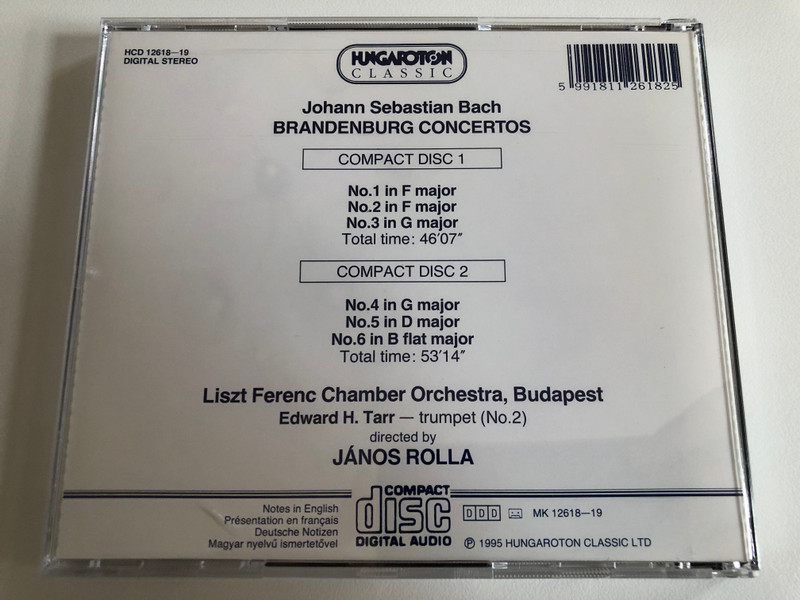 HCD 12618—19
DIGITAL STEREO
HUNGAROTON
CLASSIC
5 991811 261825
Johann Sebastian Bach
BRANDENBURG CONCERTOS
COMPACT DISC 1
No.1 in F major
No.2 in F major
No.3 in G major
Total time: 46′07″
COMPACT DISC 2
No.4 in G major
No.5 in D major
No.6 in B flat major
Total time: 53′14″
Liszt Ferenc Chamber Orchestra, Budapest
Edward H. Tarr — trumpet (No.2)
directed by
JÁNOS ROLLA
Notes in English
Présentation en français
Deutsche Notizen
Magyar nyelvű ismertetővel
COMPACT
disc
DIGITAL AUDIO
DDD MK 12618—19
℗ 1995 HUNGAROTON CLASSIC LTD